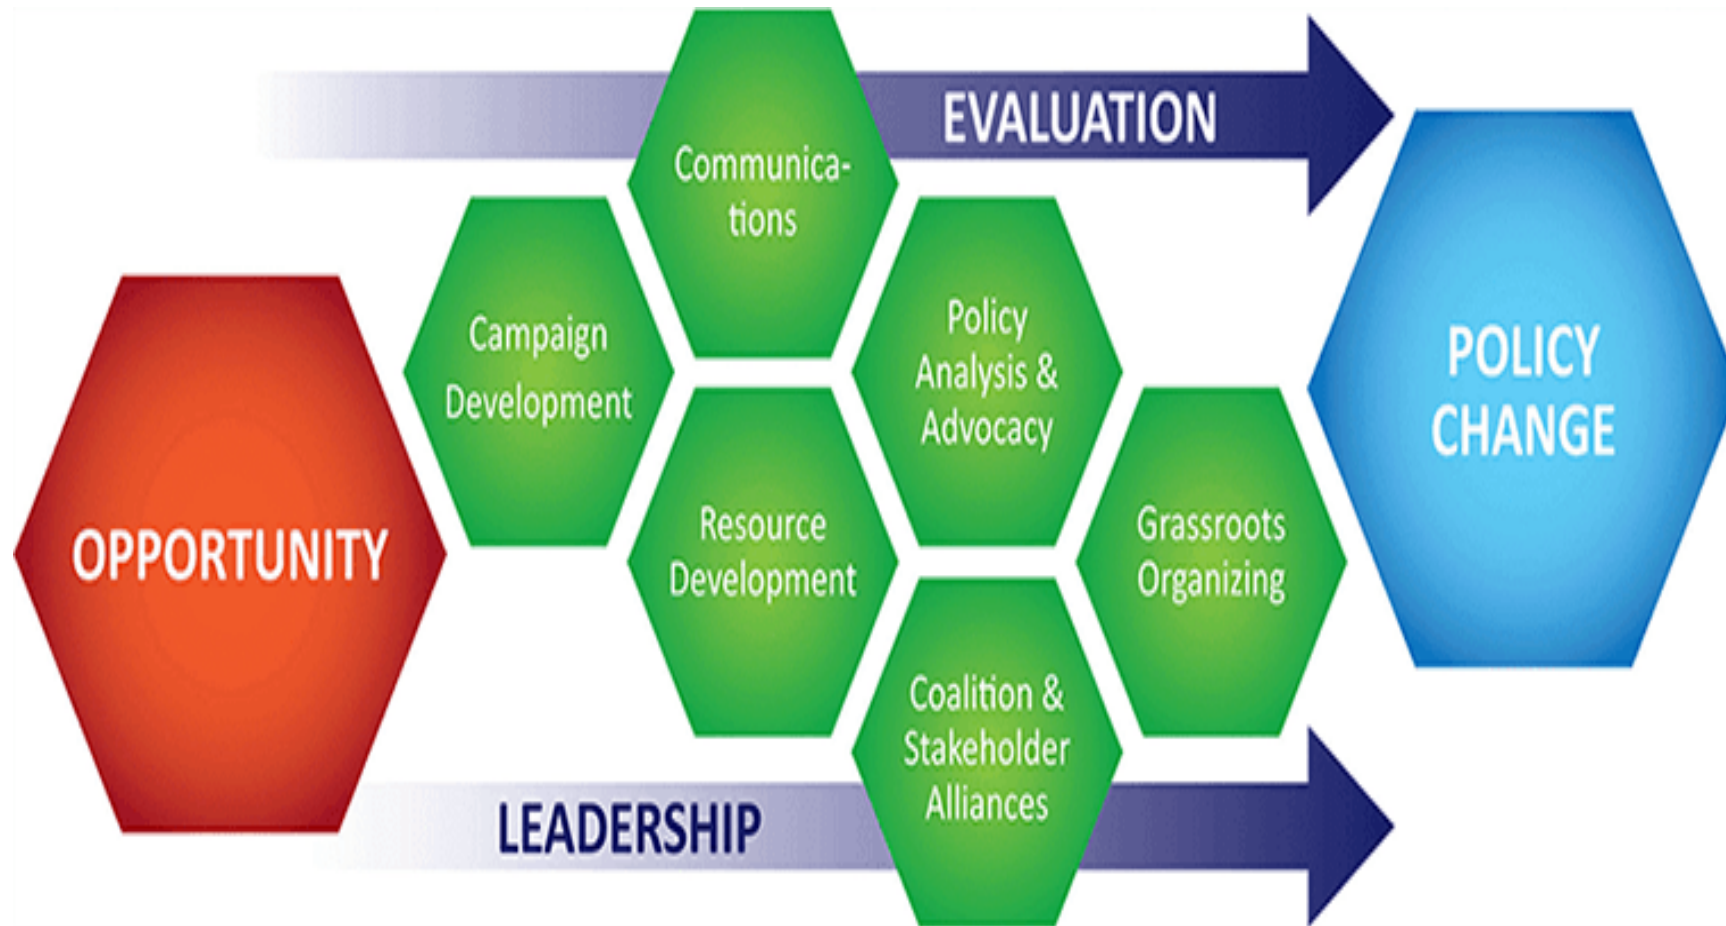 EVALUATION
Communica-
tions
Campaign
Development
Policy
Analysis &
Advocacy
POLICY
CHANGE
OPPORTUNITY
Resource
Development
Grassroots
Organizing
Coalition &
Stakeholder
Alliances
LEADERSHIP